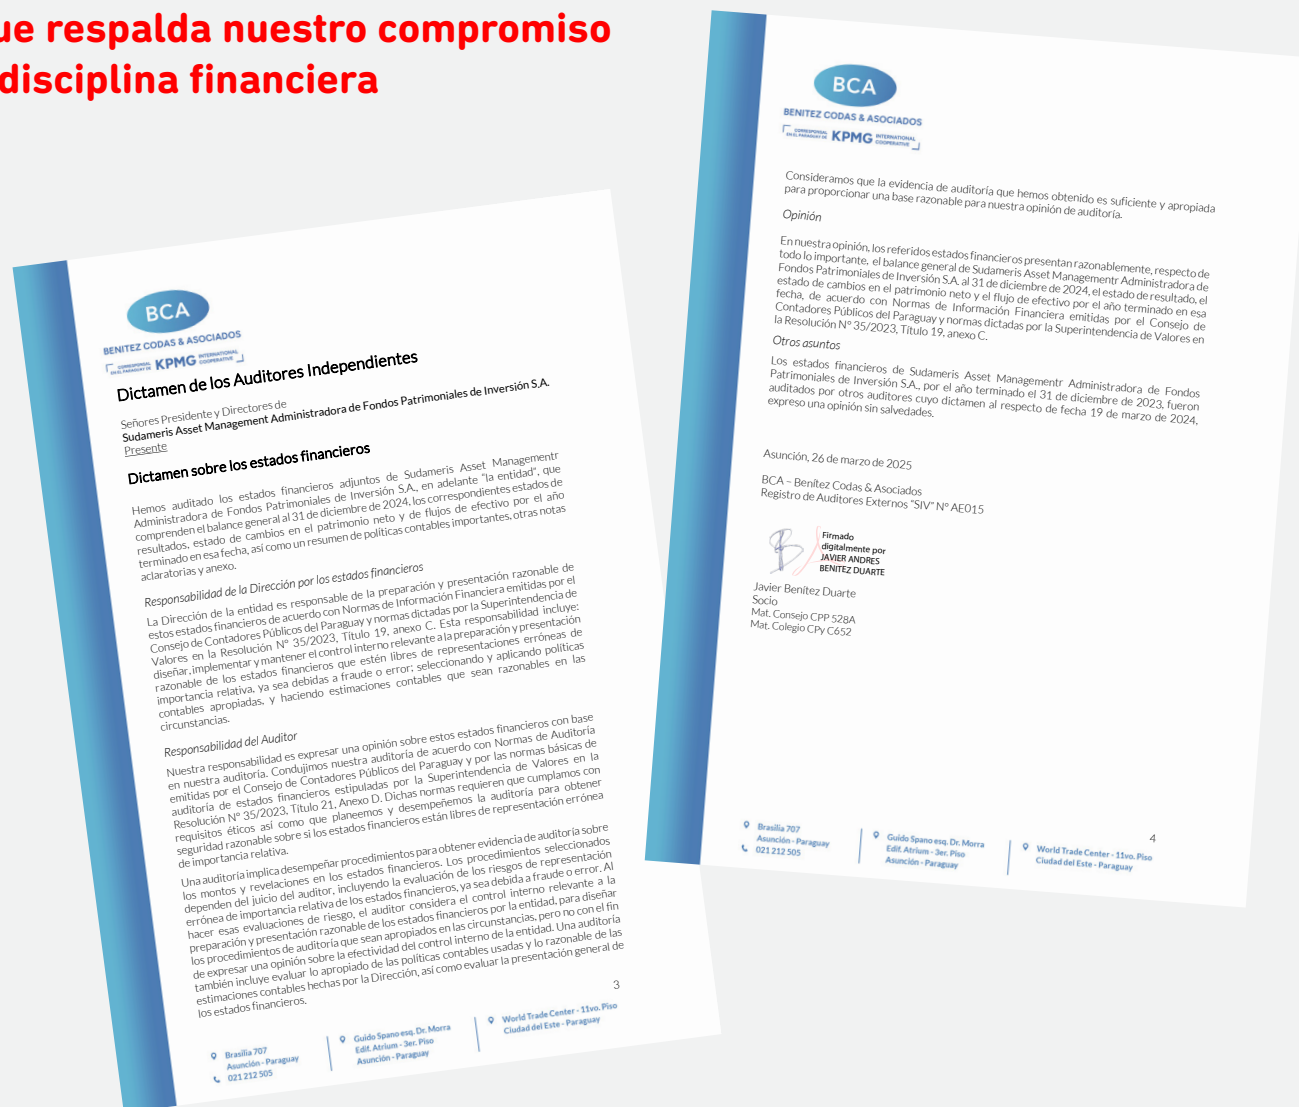 ue respalda nuestro compromiso
disciplina financiera
BCA
BENITEZ CODAS & ASOCIADOS
CORRESPONSAL EN EL PARAGUAY DE KPMG INTERNATIONAL COOPERATIVE
Dictamen de los Auditores Independientes
Señores Presidente y Directores de
Sudameris Asset Management Administradora de Fondos Patrimoniales de Inversión S.A.
Presente
Dictamen sobre los estados financieros
Hemos auditado los estados financieros adjuntos de Sudameris Asset Managementr
Administradora de Fondos Patrimoniales de Inversión S.A., en adelante "la entidad", que
comprenden el balance general al 31 de diciembre de 2024, los correspondientes estados de
resultados, estado de cambios en el patrimonio neto y de flujos de efectivo por el año
terminado en esa fecha, así como un resumen de políticas contables importantes, otras notas
aclaratorias y anexo.
Responsabilidad de la Dirección por los estados financieros
La Dirección de la entidad es responsable de la preparación y presentación razonable de
estos estados financieros de acuerdo con Normas de Información Financiera emitidas por el
Consejo de Contadores Públicos del Paraguay y normas dictadas por la Superintendencia de
Valores en la Resolución N° 35/2023, Título 19, anexo C. Esta responsabilidad incluye:
diseñar, implementar y mantener el control interno relevante a la preparación y presentación
razonable de los estados financieros que estén libres de representaciones erróneas de
importancia relativa, ya sea debidas a fraude o error; seleccionando y aplicando políticas
contables apropiadas, y haciendo estimaciones contables que sean razonables en las
circunstancias.
Responsabilidad del Auditor
Nuestra responsabilidad es expresar una opinión sobre estos estados financieros con base
en nuestra auditoría. Condujimos nuestra auditoría de acuerdo con Normas de Auditoría
emitidas por el Consejo de Contadores Públicos del Paraguay y por las normas básicas de
auditoría de estados financieros estipuladas por la Superintendencia de Valores en la
Resolución N° 35/2023, Título 21, Anexo D. Dichas normas requieren que cumplamos con
requisitos éticos así como que planeemos y desempeñemos la auditoría para obtener
seguridad razonable sobre si los estados financieros están libres de representación errónea
de importancia relativa.
Una auditoría implica desempeñar procedimientos para obtener evidencia de auditoría sobre
los montos y revelaciones en los estados financieros. Los procedimientos seleccionados
dependen del juicio del auditor, incluyendo la evaluación de los riesgos de representación
errónea de importancia relativa de los estados financieros, ya sea debida a fraude o error. Al
hacer esas evaluaciones de riesgo, el auditor considera el control interno relevante a la
preparación y presentación razonable de los estados financieros por la entidad, para diseñar
los procedimientos de auditoría que sean apropiados en las circunstancias, pero no con el fin
de expresar una opinión sobre la efectividad del control interno de la entidad. Una auditoría
también incluye evaluar lo apropiado de las políticas contables usadas y lo razonable de las
estimaciones contables hechas por la Dirección, así como evaluar la presentación general de
los estados financieros.
3
Brasilia 707
Asunción - Paraguay
021 212 505
Guido Spano esq. Dr. Morra
Edif. Atrium - 3er. Piso
Asunción - Paraguay
World Trade Center - 11vo. Piso
Ciudad del Este - Paraguay
BCA
BENITEZ CODAS & ASOCIADOS
CORRESPONSAL EN EL PARAGUAY DE KPMG INTERNATIONAL COOPERATIVE
Consideramos que la evidencia de auditoría que hemos obtenido es suficiente y apropiada
para proporcionar una base razonable para nuestra opinión de auditoría.
Opinión
En nuestra opinión, los referidos estados financieros presentan razonablemente, respecto de
todo lo importante, el balance general de Sudameris Asset Managementr Administradora de
Fondos Patrimoniales de Inversión S.A. al 31 de diciembre de 2024, el estado de resultado, el
estado de cambios en el patrimonio neto y el flujo de efectivo por el año terminado en esa
fecha, de acuerdo con Normas de Información Financiera emitidas por el Consejo de
Contadores Públicos del Paraguay y normas dictadas por la Superintendencia de Valores en
la Resolución N° 35/2023, Título 19, anexo C.
Otros asuntos
Los estados financieros de Sudameris Asset Managementr Administradora de Fondos
Patrimoniales de Inversión S.A., por el año terminado el 31 de diciembre de 2023, fueron
auditados por otros auditores cuyo dictamen al respecto de fecha 19 de marzo de 2024,
expreso una opinión sin salvedades.
Asunción, 26 de marzo de 2025
BCA – Benítez Codas & Asociados
Registro de Auditores Externos "SIV" N° AE015
Firmado
digitalmente por
JAVIER ANDRES
BENITEZ DUARTE
Javier Benítez Duarte
Socio
Mat. Consejo CPP 528A
Mat. Colegio CPy C652
4
Brasilia 707
Asunción - Paraguay
021 212 505
Guido Spano esq. Dr. Morra
Edif. Atrium - 3er. Piso
Asunción - Paraguay
World Trade Center - 11vo. Piso
Ciudad del Este - Paraguay